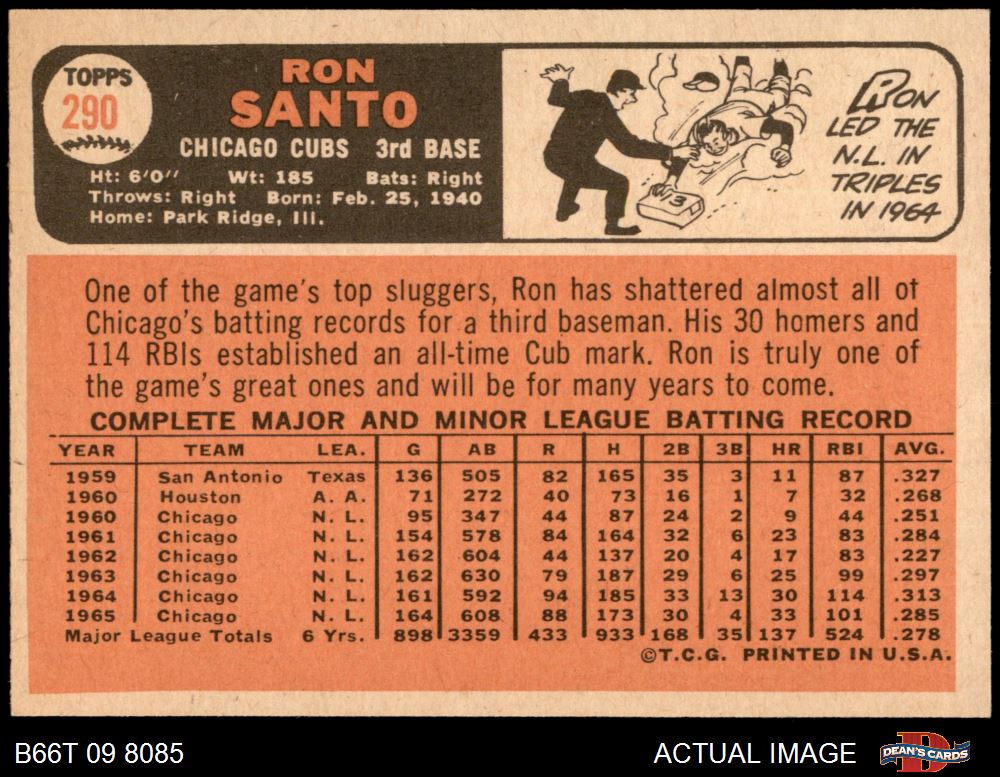 TOPPS
290
RON
SANTO
CHICAGO CUBS 3rd BASE
Ht: 6'0'' Wt: 185 Bats: Right
Throws: Right Born: Feb. 25, 1940
Home: Park Ridge, Ill.
3
RON
LED THE
N.L. IN
TRIPLES
IN 1964
One of the game's top sluggers, Ron has shattered almost all of
Chicago's batting records for a third baseman. His 30 homers and
114 RBIs established an all-time Cub mark. Ron is truly one of
the game's great ones and will be for many years to come.
COMPLETE MAJOR AND MINOR LEAGUE BATTING RECORD
YEAR TEAM LEA. G AB R H 2B 3B HR RBI AVG.
1959 San Antonio Texas 136 505 82 165 35 3 11 87 .327
1960 Houston A. A. 71 272 40 73 16 1 7 32 .268
1960 Chicago N. L. 95 347 44 87 24 2 9 44 .251
1961 Chicago N. L. 154 578 84 164 32 6 23 83 .284
1962 Chicago N. L. 162 604 44 137 20 4 17 83 .227
1963 Chicago N. L. 162 630 79 187 29 6 25 99 .297
1964 Chicago N. L. 161 592 94 185 33 13 30 114 .313
1965 Chicago N. L. 164 608 88 173 30 4 33 101 .285
Major League Totals 6 Yrs. 898 3359 433 933 168 35 137 524 .278
©T.C.G. PRINTED IN U.S.A.
B66T 09 8085
ACTUAL IMAGE
DEAN'S CARDS